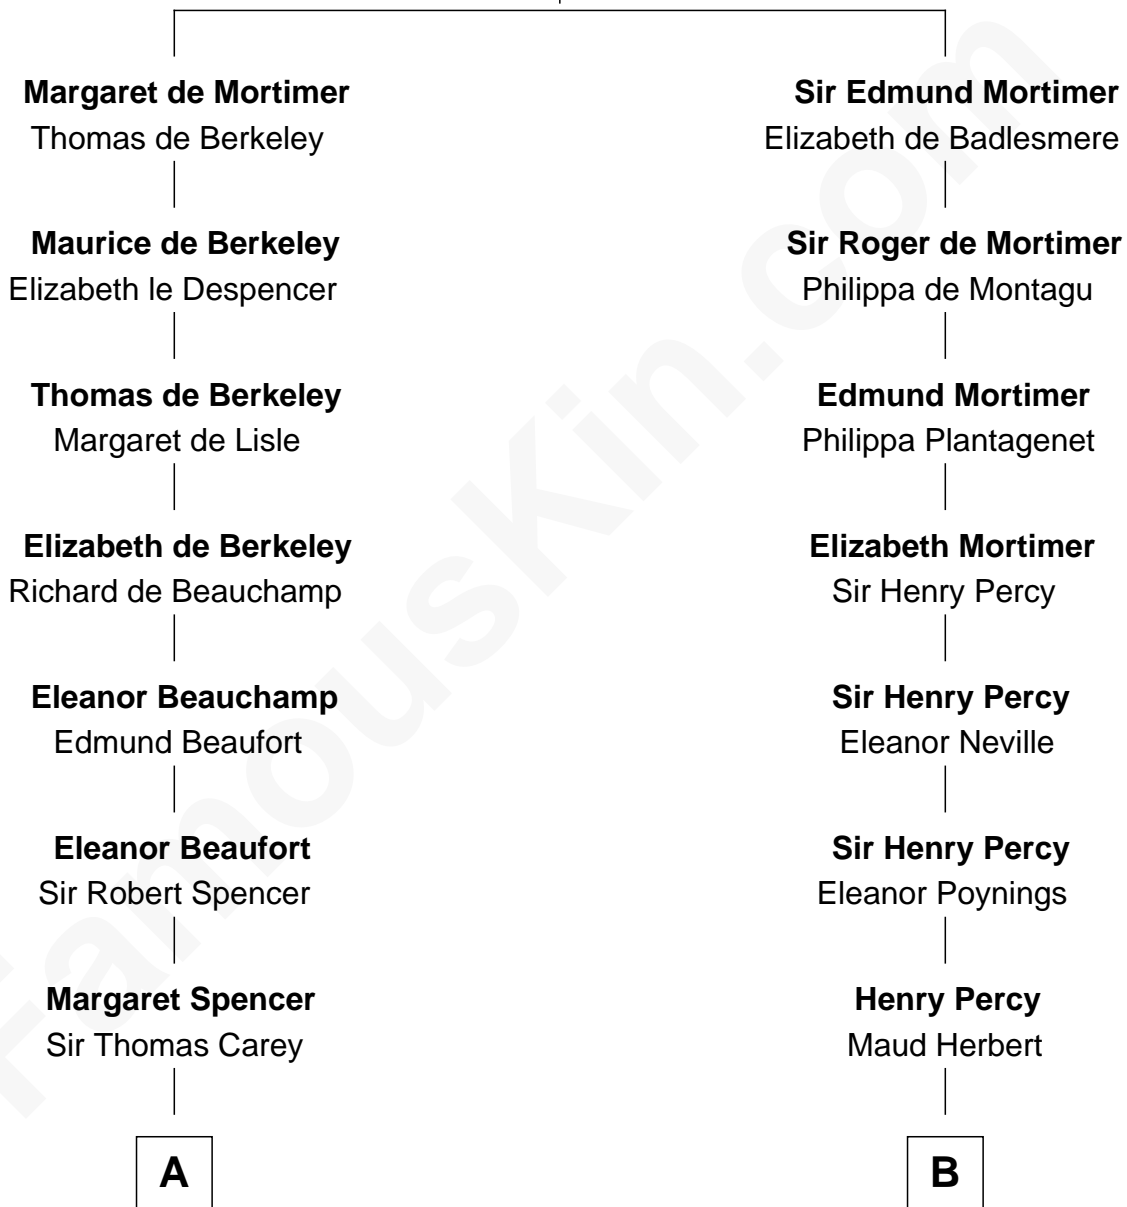 Margaret de Mortimer
Thomas de Berkeley
Sir Edmund Mortimer
Elizabeth de Badlesmere
Maurice de Berkeley
Elizabeth le Despencer
Sir Roger de Mortimer
Philippa de Montagu
Thomas de Berkeley
Margaret de Lisle
Edmund Mortimer
Philippa Plantagenet
Elizabeth de Berkeley
Richard de Beauchamp
Elizabeth Mortimer
Sir Henry Percy
Eleanor Beauchamp
Edmund Beaufort
Sir Henry Percy
Eleanor Neville
Eleanor Beaufort
Sir Robert Spencer
Sir Henry Percy
Eleanor Poynings
Margaret Spencer
Sir Thomas Carey
Henry Percy
Maud Herbert
A
B
FamousKin.com